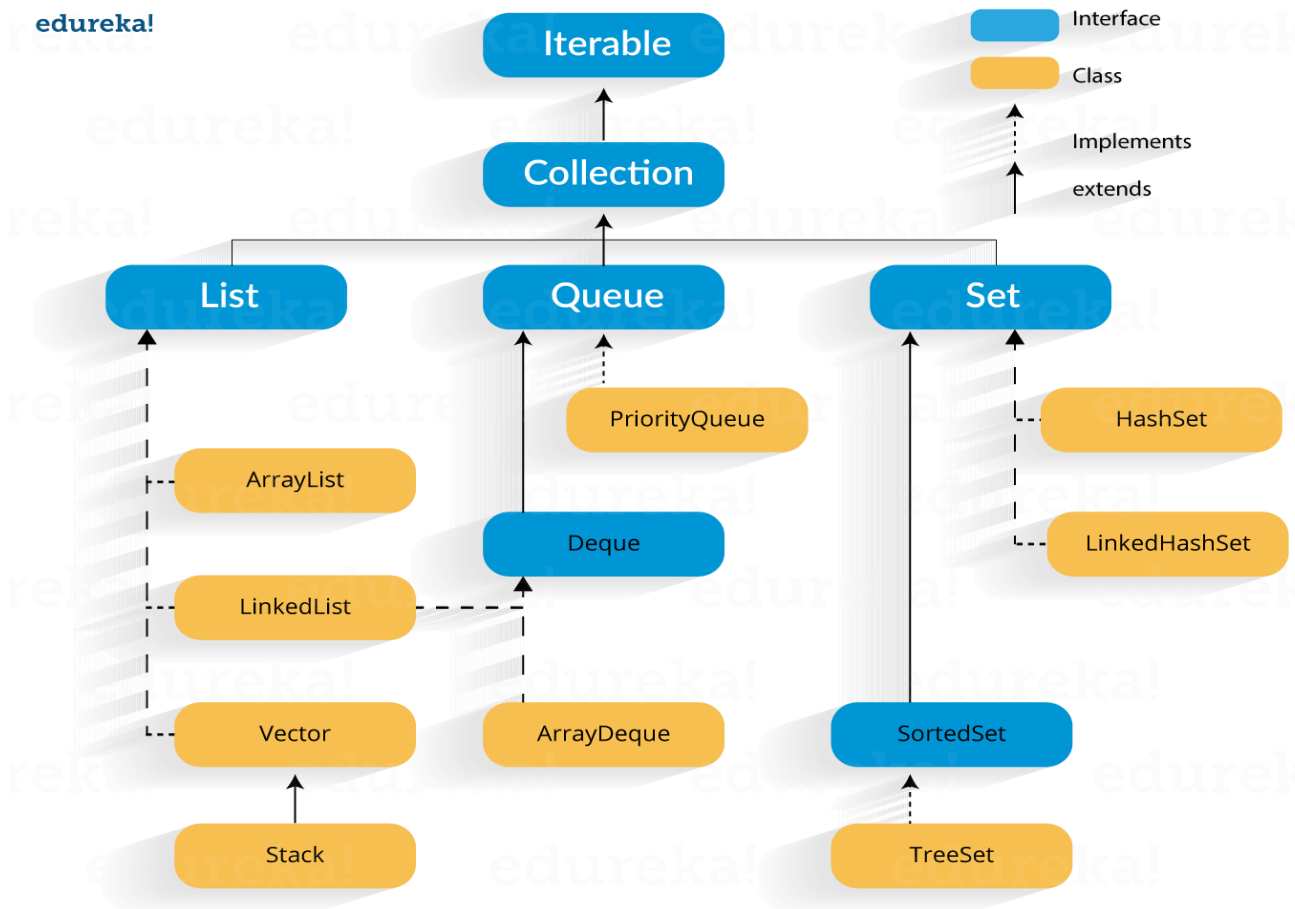 edureka!
Interface
Iterable
Class
Implements
Collection
extends
List
Queue
Set
PriorityQueue
HashSet
ArrayList
Deque
LinkedHashSet
LinkedList
Vector
ArrayDeque
SortedSet
Stack
TreeSet